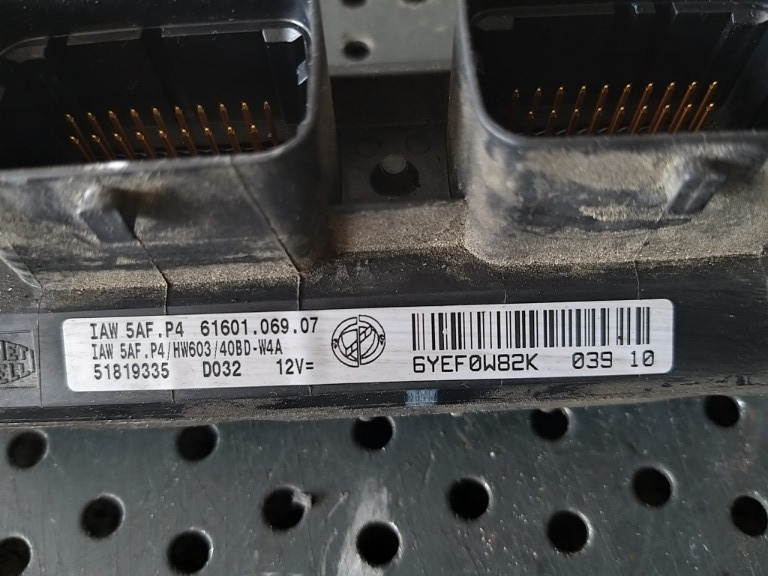 IAW 5AF.P4 61601.069.07
IAW 5AF.P4/HW603/40BD-W4A
51819335 D032 12V=
6YEF0W82K 039 10